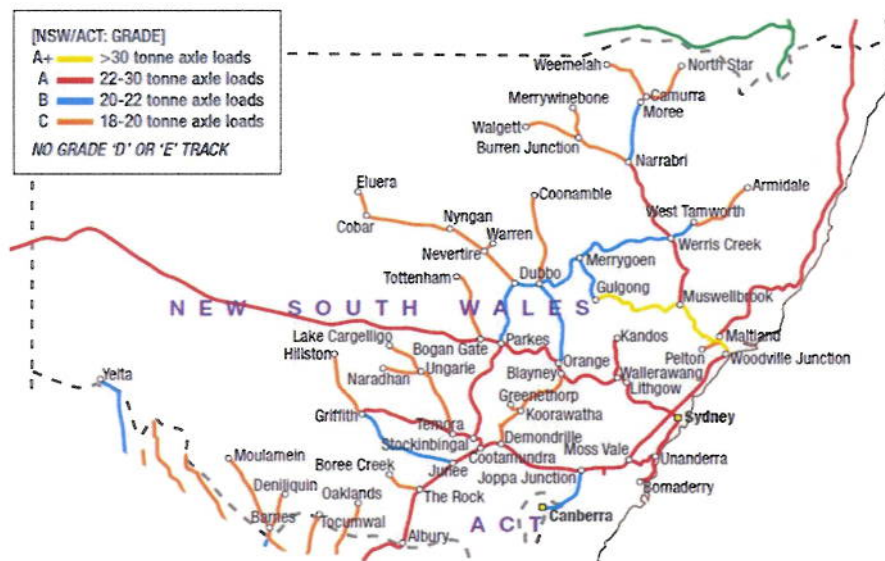 [NSW/ACT: GRADE]
A+ >30 tonne axle loads
A 22-30 tonne axle loads
B 20-22 tonne axle loads
C 18-20 tonne axle loads
NO GRADE 'D' OR 'E' TRACK
Weemelah
North Star
Camurra
Moree
Merrywinebone
Walgett
Burren Junction
Narrabri
Eluera
Cobar
Nyngan
Warren
Nevertire
Coonamble
Armidale
West Tamworth
Werris Creek
Merrygoen
Dubbo
Tottenham
Gulgong
Muswellbrook
NEW SOUTH WALES
Lake Cargelligo
Hillston
Bogan Gate
Parkes
Kandos
Maitland
Pelton
Woodville Junction
Naradhan
Ungarie
Orange
Blayney
Wallerawang
Lithgow
Yelta
Greenethorp
Koorawatha
Griffith
Temora
Stockinbingal
Cootamundra
Demondrille
Sydney
Moss Vale
Unanderra
Moulamein
Boree Creek
Junee
Joppa Junction
Deniliquin
Oaklands
The Rock
Bomaderry
Barnes
Tocumwal
Albury
ACT
Canberra